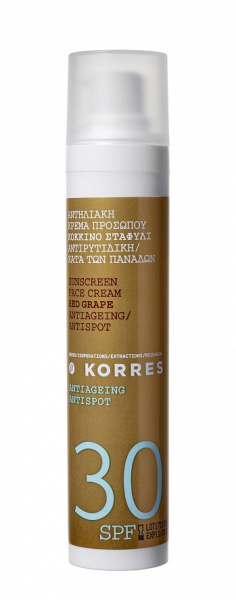 ΑΝΤΗΛΙΑΚΗ
ΚΡΕΜΑ ΠΡΟΣΩΠΟΥ
ΚΟΚΚΙΝΟ ΣΤΑΦΥΛΙ
ΑΝΤΙΡΥΤΙΔΙΚΗ/
ΚΑΤΑ ΤΩΝ ΠΑΝΑΔΩΝ
SUNSCREEN
FACE CREAM
RED GRAPE
ANTIAGEING/
ANTISPOT
KORRES
ANTIAGEING
ANTISPOT
30
SPF